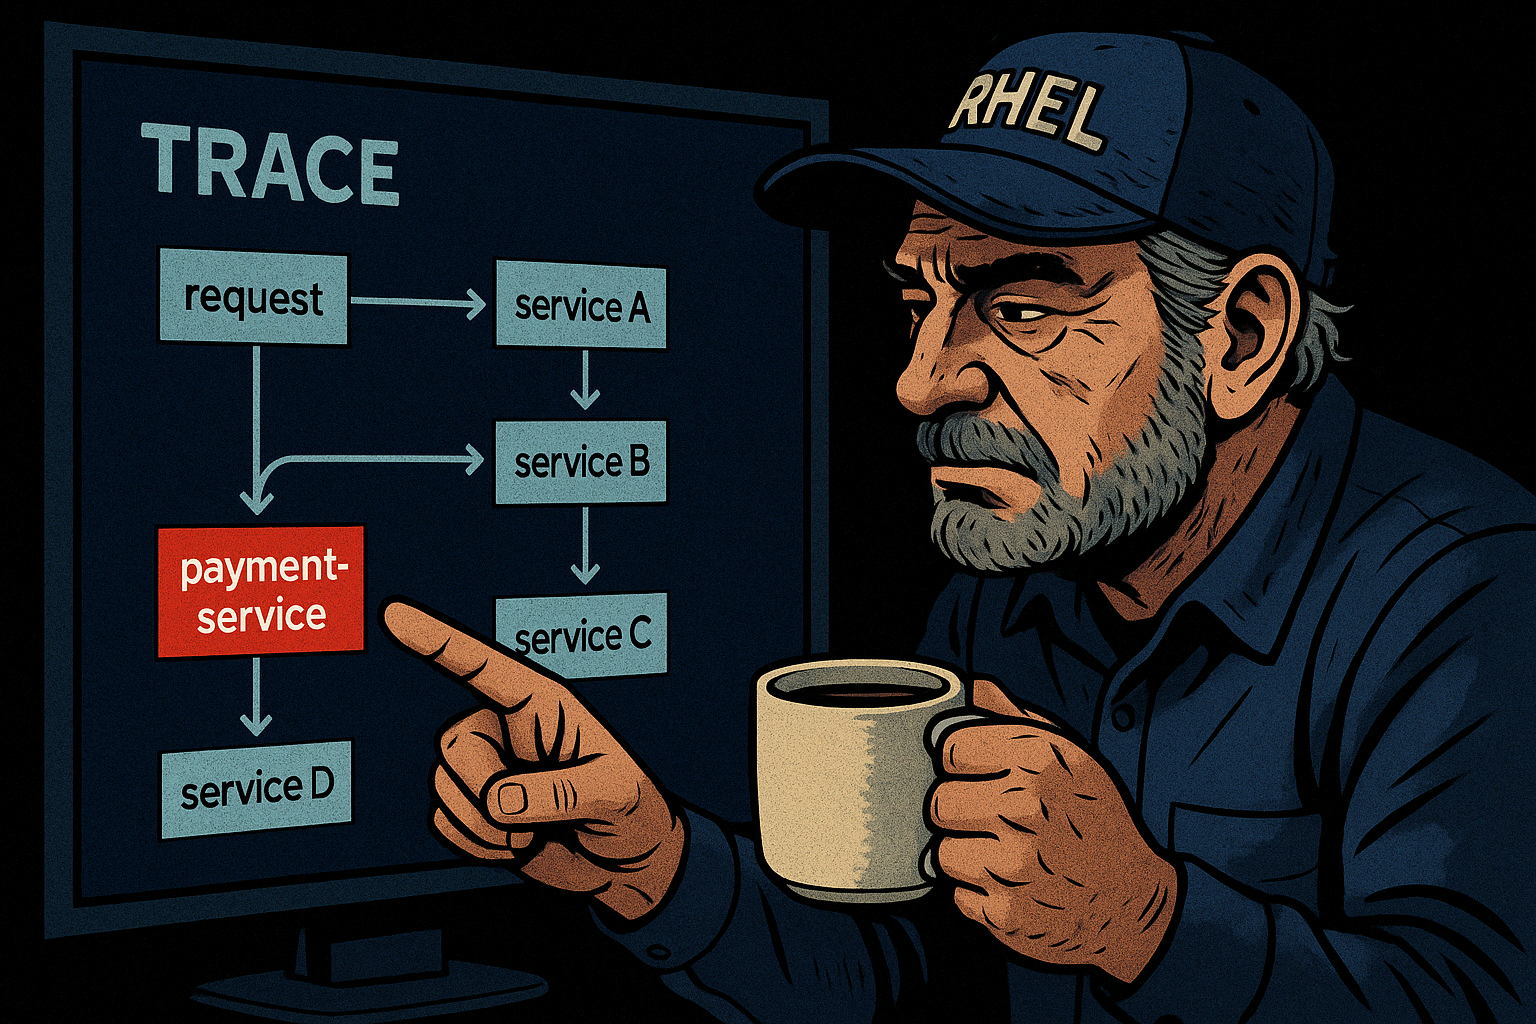 TRACE
request
service A
service B
payment-
service
service C
service D
RHEL